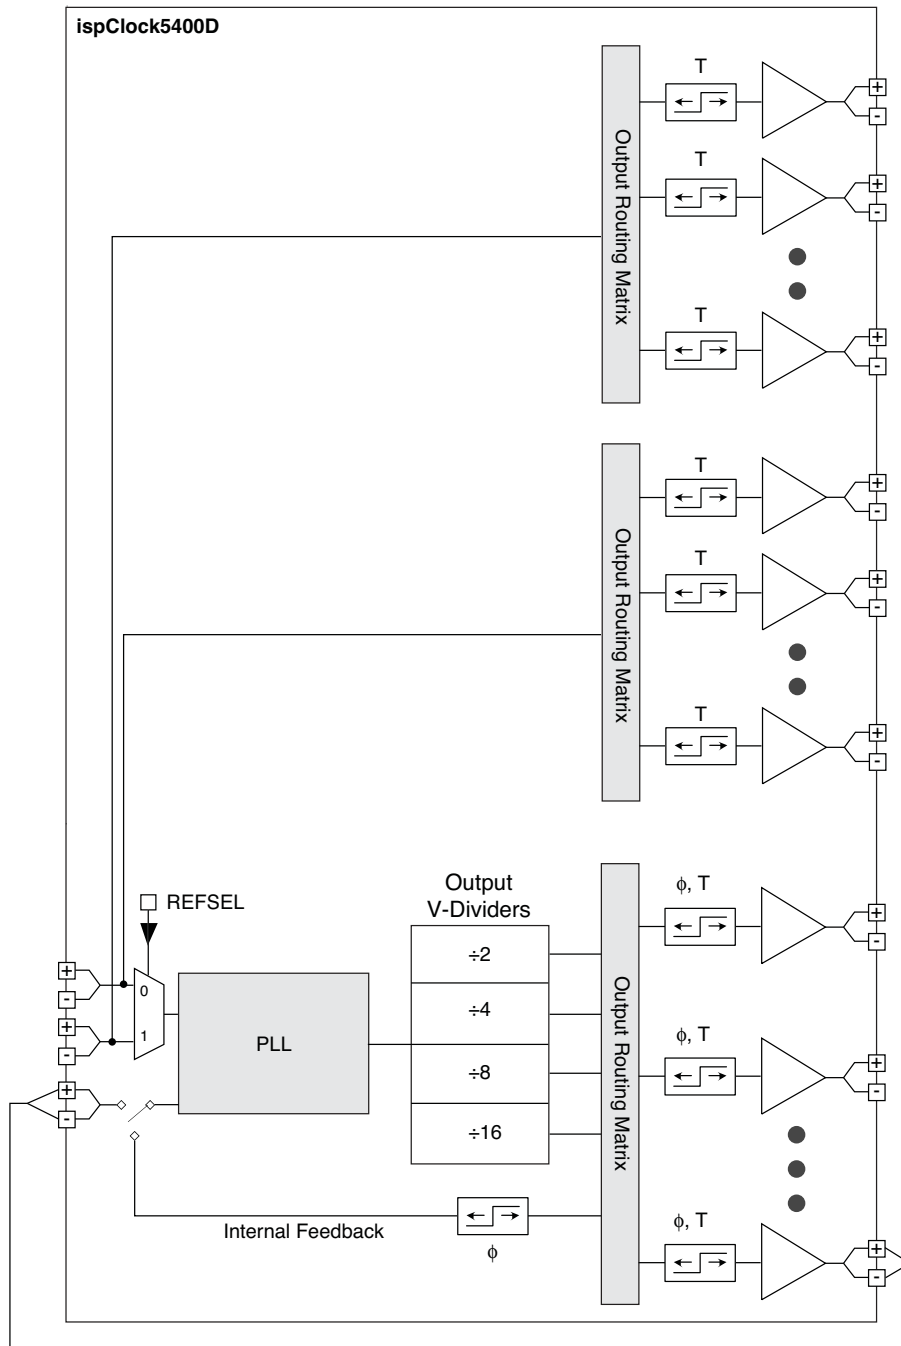 ispClock5400D
T
+
-
T
+
-
T
+
-
Output Routing Matrix
T
+
-
T
+
-
T
+
-
Output Routing Matrix
REFSEL
+
-
+
-
+
-
0
1
PLL
Output
V-Dividers
÷2
÷4
÷8
÷16
Internal Feedback
ϕ
Output Routing Matrix
ϕ, T
+
-
ϕ, T
+
-
ϕ, T
+
-